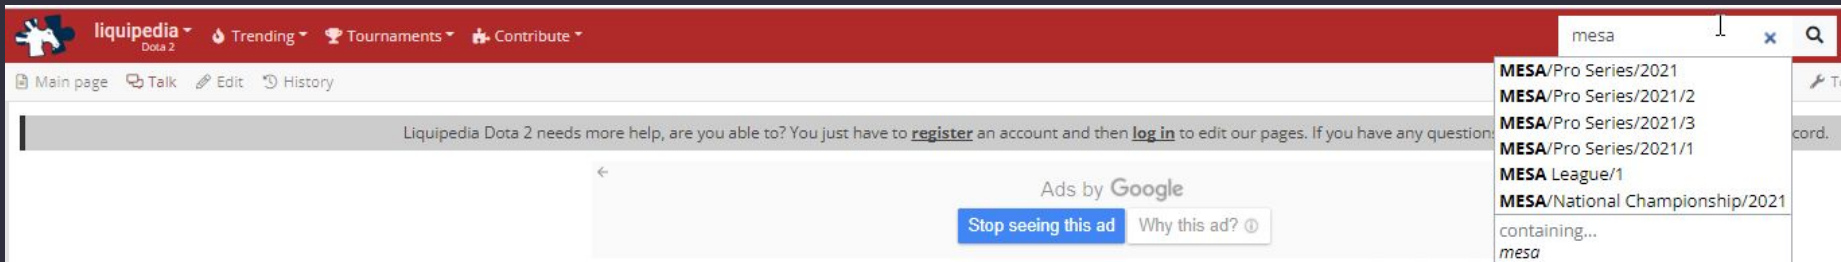 liquipedia
Dota 2
Trending
Tournaments
Contribute
mesa
Main page
Talk
Edit
History
MESA/Pro Series/2021
MESA/Pro Series/2021/2
MESA/Pro Series/2021/3
MESA/Pro Series/2021/1
MESA League/1
MESA/National Championship/2021
containing...
mesa
Liquipedia Dota 2 needs more help, are you able to? You just have to register an account and then log in to edit our pages. If you have any question
cord.
Ads by Google
Stop seeing this ad
Why this ad?